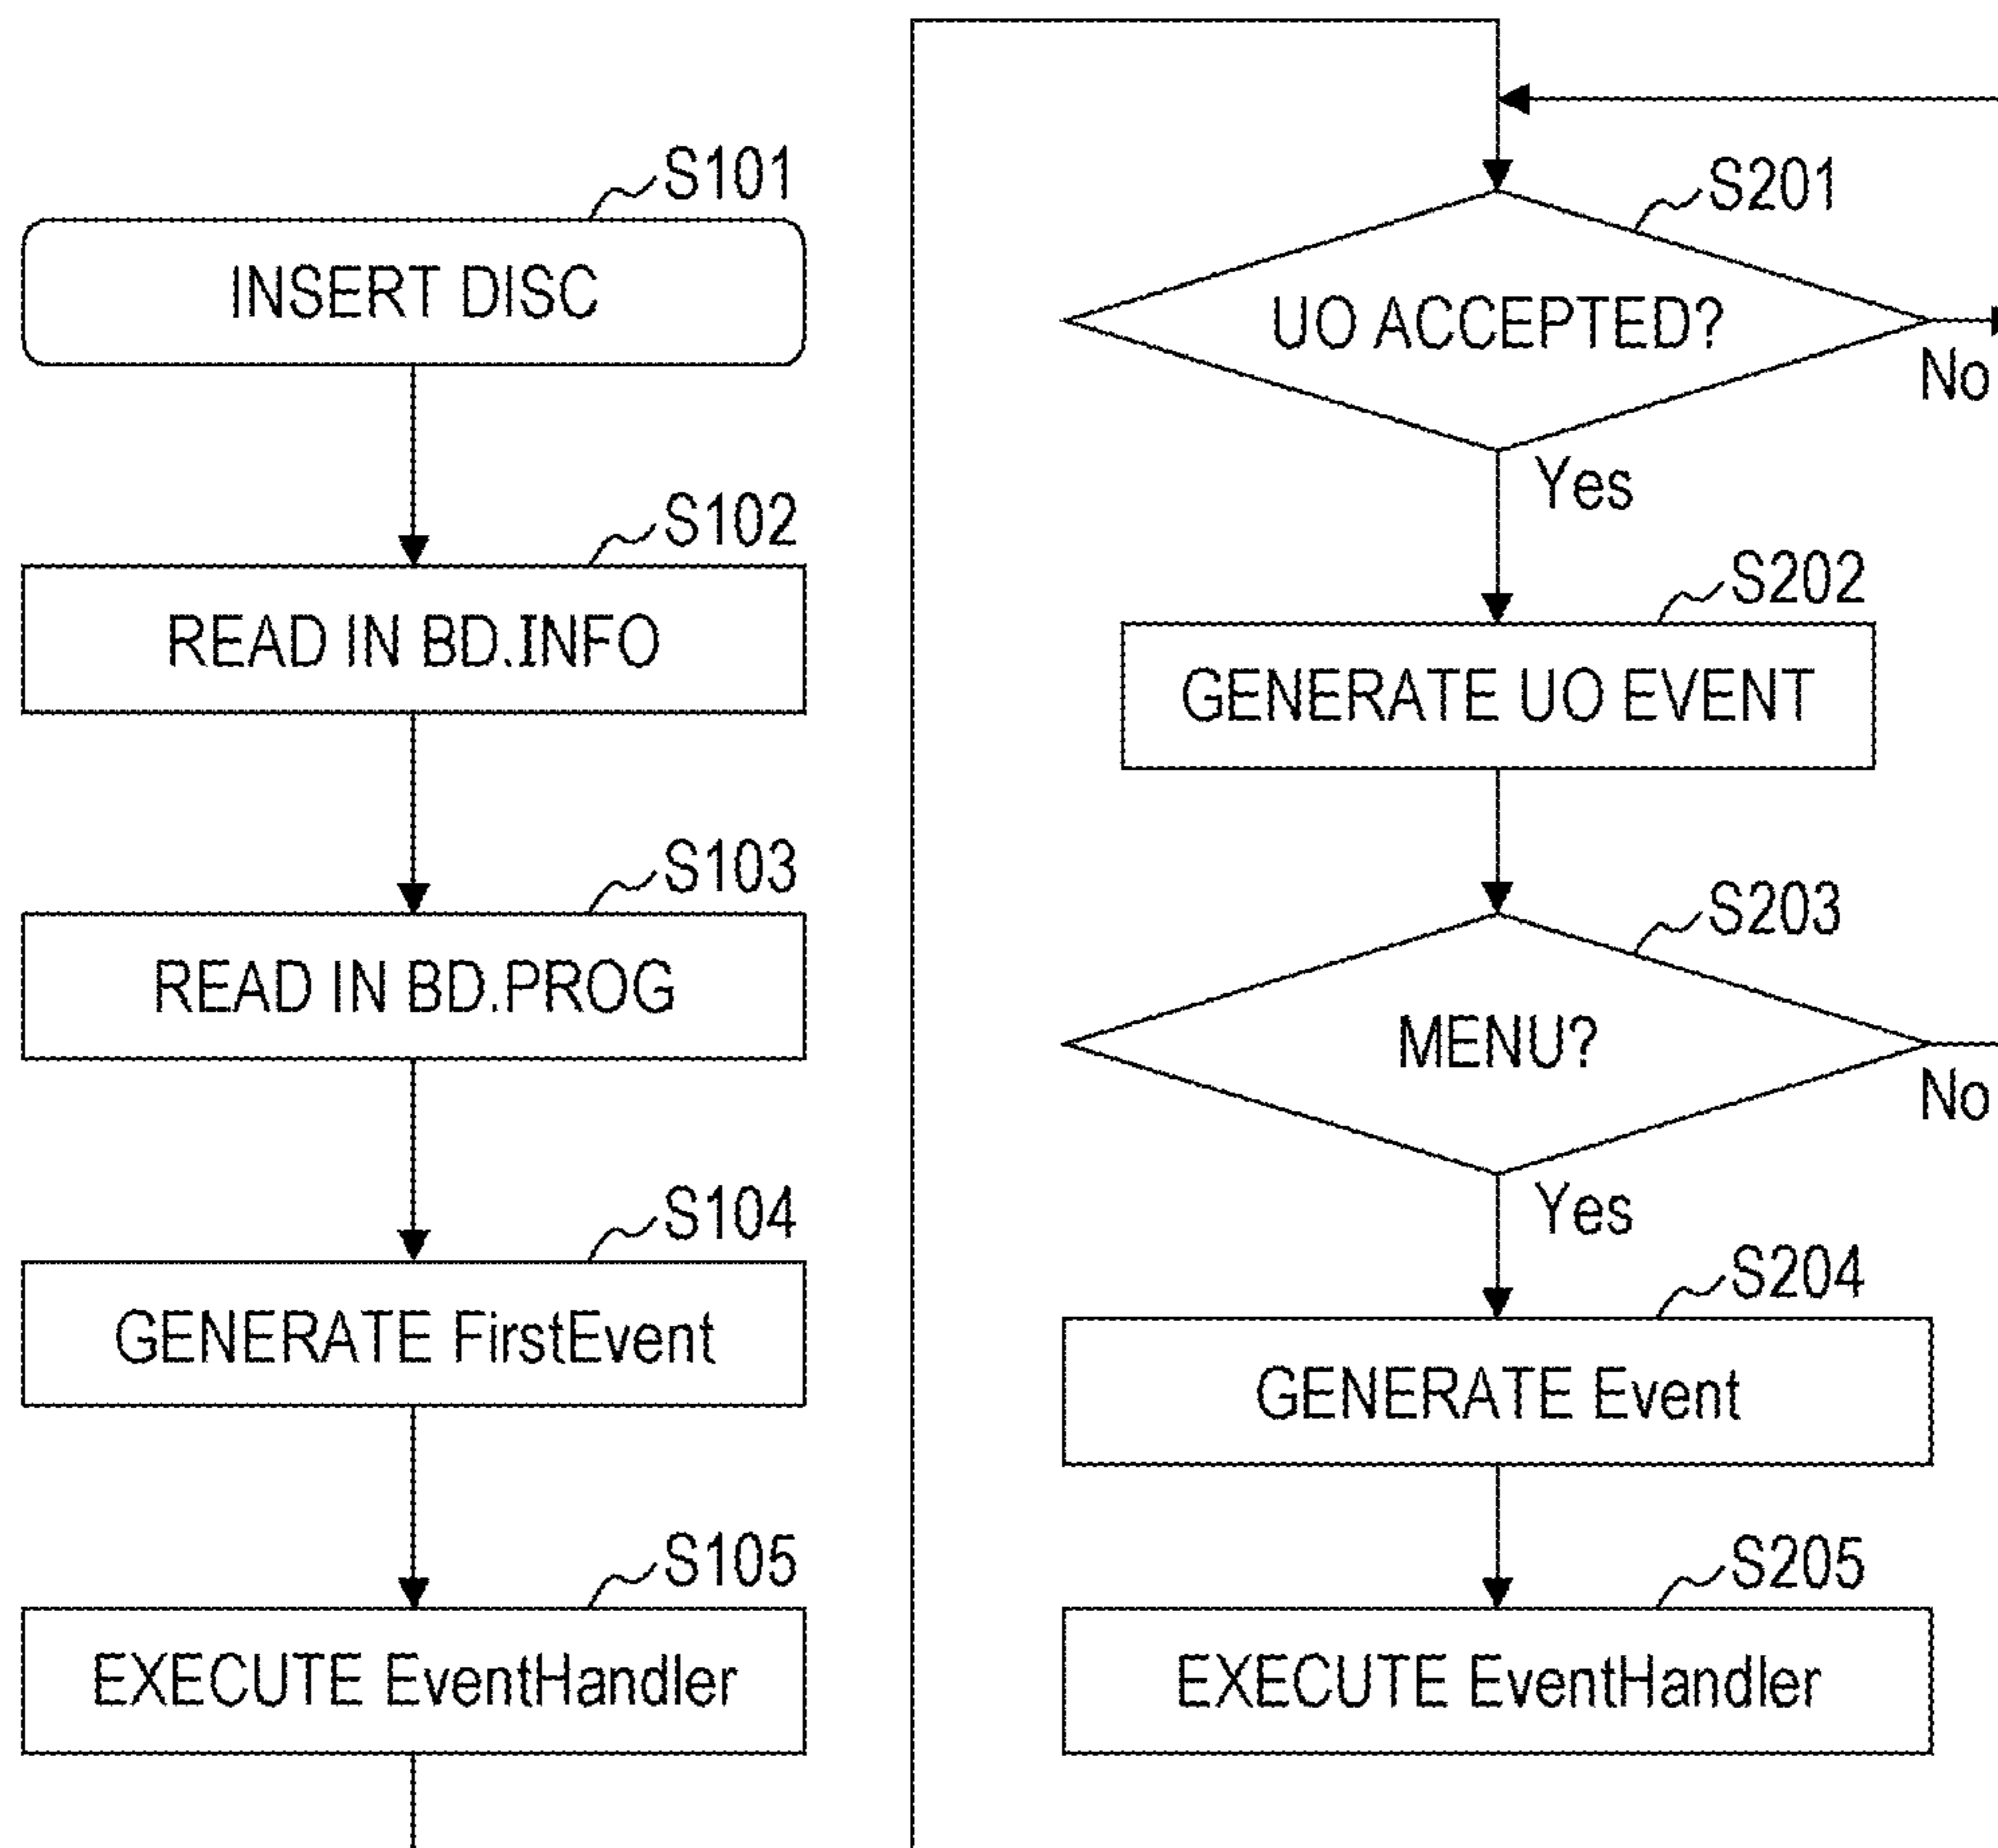 S101
INSERT DISC
S102
READ IN BD.INFO
S103
READ IN BD.PROG
S104
GENERATE FirstEvent
S105
EXECUTE EventHandler
S201
UO ACCEPTED?
No
Yes
S202
GENERATE UO EVENT
S203
MENU?
No
Yes
S204
GENERATE Event
S205
EXECUTE EventHandler